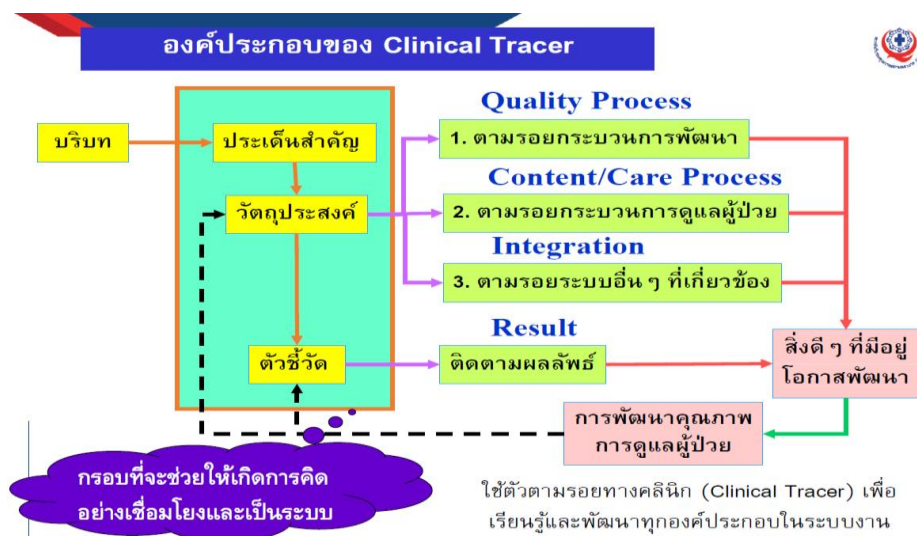 องค์ประกอบของ Clinical Tracer
บริบท
ประเด็นสำคัญ
วัตถุประสงค์
ตัวชี้วัด
Quality Process
1. ตามรอยกระบวนการพัฒนา
Content/Care Process
2. ตามรอยกระบวนการดูแลผู้ป่วย
Integration
3. ตามรอยระบบอื่น ๆ ที่เกี่ยวข้อง
Result
ติดตามผลลัพธ์
สิ่งดี ๆ ที่มีอยู่
โอกาสพัฒนา
การพัฒนาคุณภาพ
การดูแลผู้ป่วย
กรอบที่จะช่วยให้เกิดการคิด
อย่างเชื่อมโยงและเป็นระบบ
ใช้ตัวตามรอยทางคลินิก (Clinical Tracer) เพื่อ
เรียนรู้และพัฒนาทุกองค์ประกอบในระบบงาน